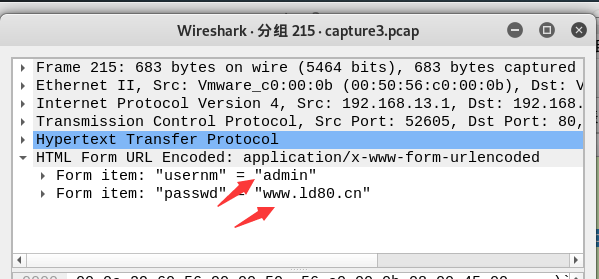 Wireshark · 分组 215 · capture3.pcap
Frame 215: 683 bytes on wire (5464 bits), 683 bytes captured
Ethernet II, Src: Vmware_c0:00:0b (00:50:56:c0:00:0b), Dst: V
Internet Protocol Version 4, Src: 192.168.13.1, Dst: 192.168.
Transmission Control Protocol, Src Port: 52605, Dst Port: 80,
Hypertext Transfer Protocol
HTML Form URL Encoded: application/x-www-form-urlencoded
Form item: "usernm" = "admin"
Form item: "passwd" = "www.ld80.cn"